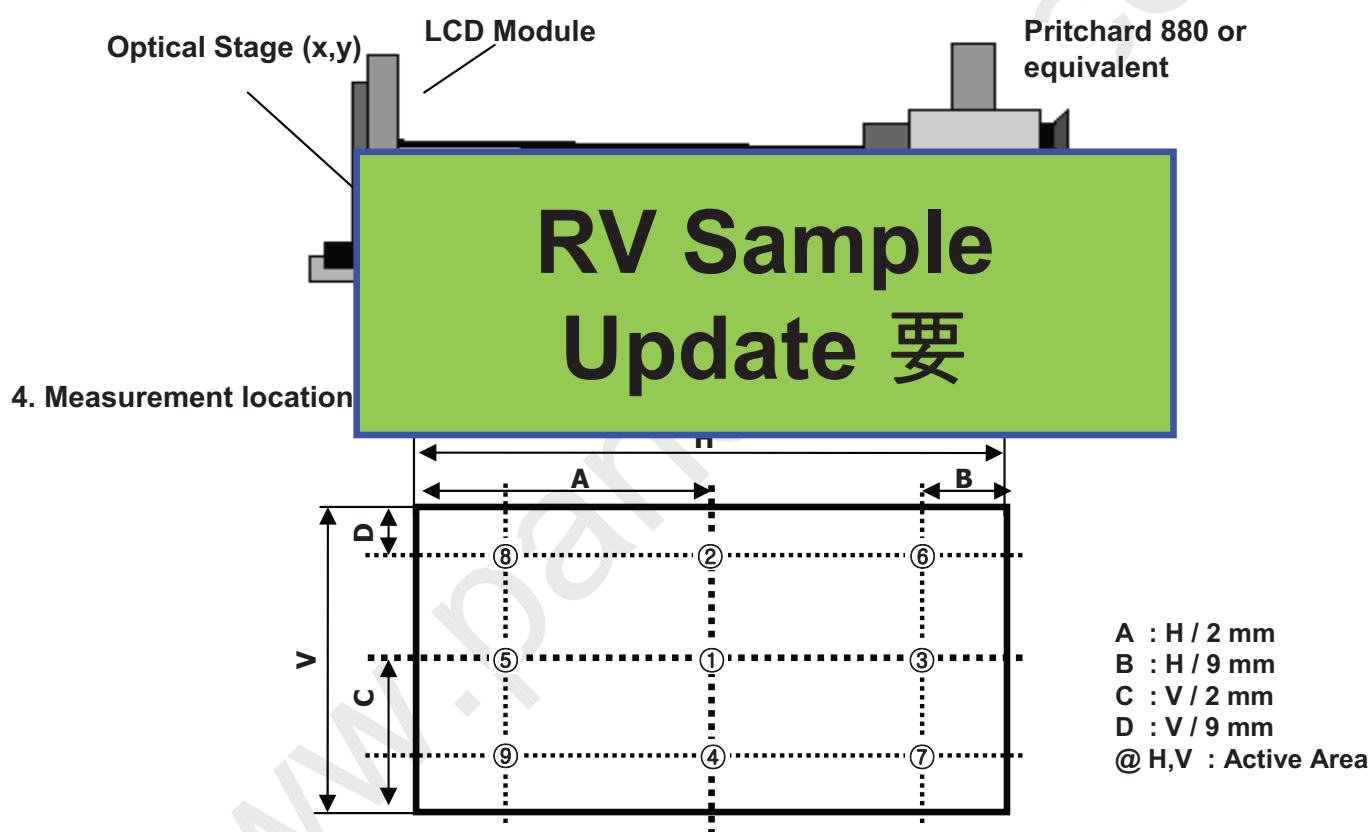 Optical Stage (x,y)
LCD Module
Pritchard 880 or
equivalent
RV Sample
Update 要
4. Measurement location
H
A
B
D
⑧
②
⑥
V
⑤
①
③
C
⑨
④
⑦
A : H / 2 mm
B : H / 9 mm
C : V / 2 mm
D : V / 9 mm
@ H,V : Active Area